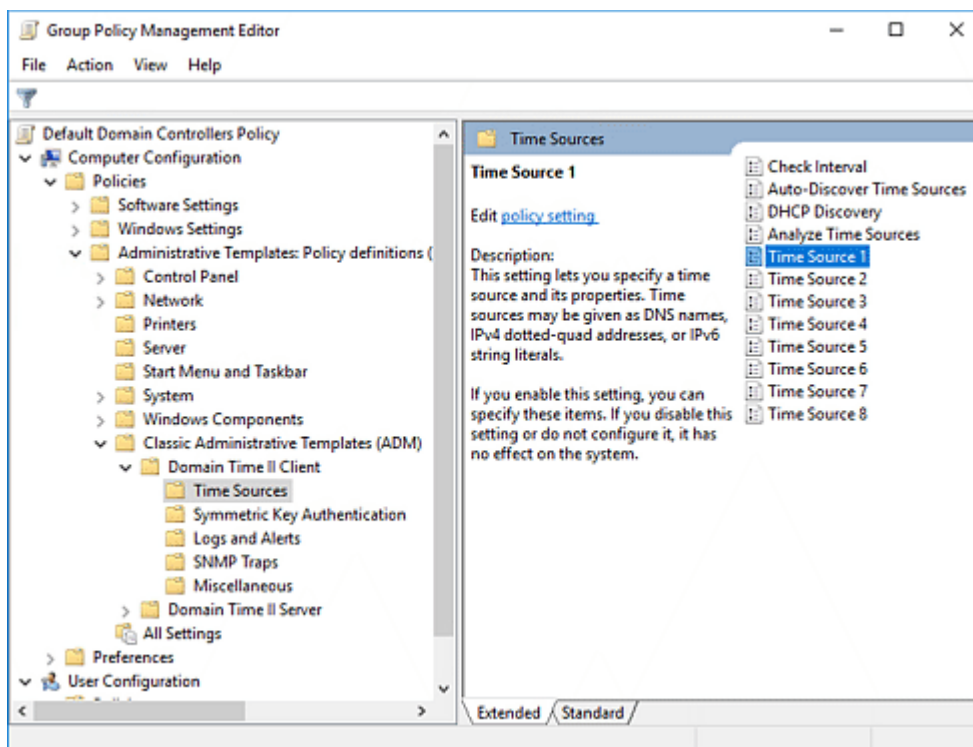 Group Policy Management Editor
File Action View Help
Default Domain Controllers Policy
Computer Configuration
Policies
Software Settings
Windows Settings
Administrative Templates: Policy definitions (
Control Panel
Network
Printers
Server
Start Menu and Taskbar
System
Windows Components
Classic Administrative Templates (ADM)
Domain Time II Client
Time Sources
Symmetric Key Authentication
Logs and Alerts
SNMP Traps
Miscellaneous
Domain Time II Server
All Settings
Preferences
User Configuration
Time Sources
Time Source 1
Edit policy setting
Description:
This setting lets you specify a time
source and its properties. Time
sources may be given as DNS names,
IPv4 dotted-quad addresses, or IPv6
string literals.
If you enable this setting, you can
specify these items. If you disable this
setting or do not configure it, it has
no effect on the system.
Check Interval
Auto-Discover Time Sources
DHCP Discovery
Analyze Time Sources
Time Source 1
Time Source 2
Time Source 3
Time Source 4
Time Source 5
Time Source 6
Time Source 7
Time Source 8
Extended Standard